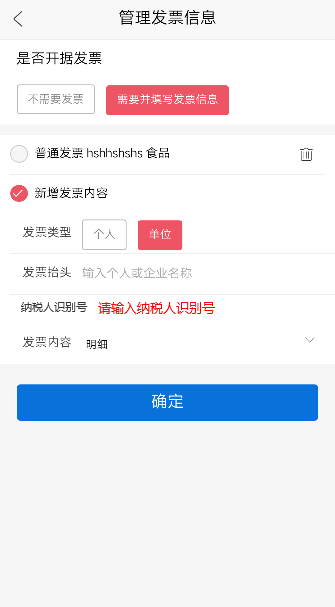 管理发票信息
是否开据发票
不需要发票 需要并填写发票信息
普通发票 hshhshshs 食品
新增发票内容
发票类型 个人 单位
发票抬头 输入个人或企业名称
纳税人识别号 请输入纳税人识别号
发票内容 明细
确定